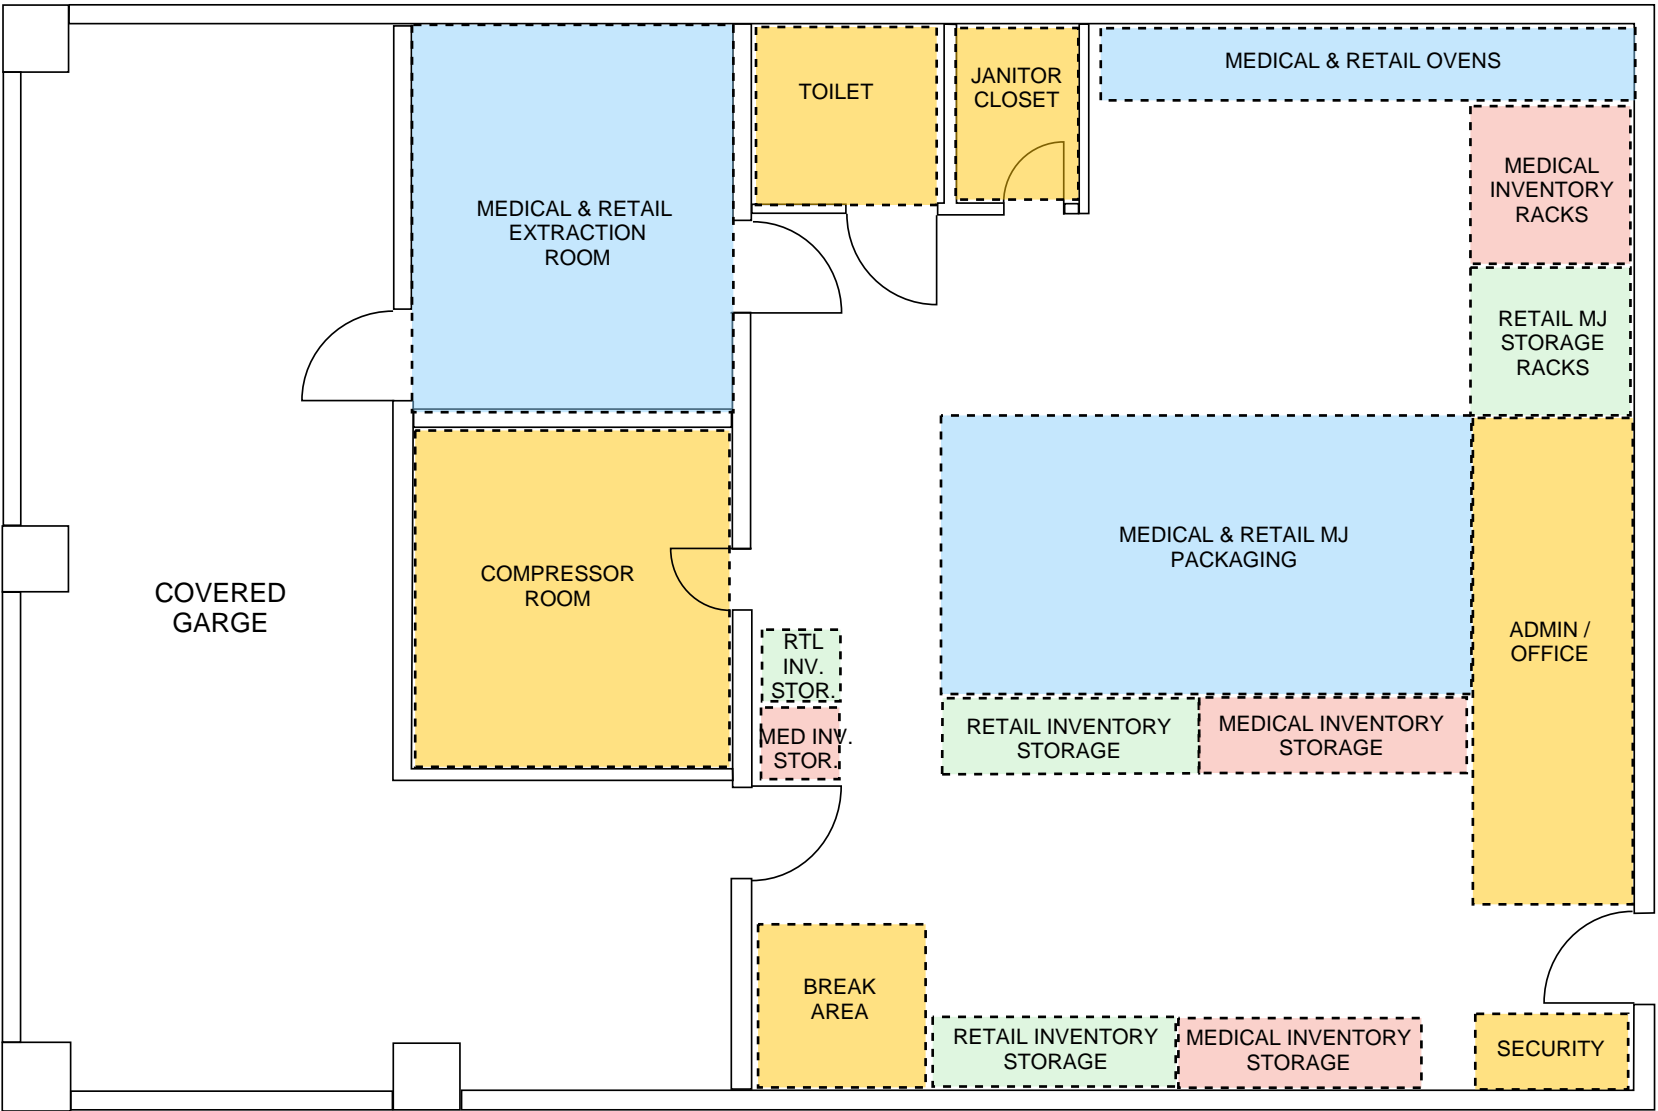 MEDICAL & RETAIL OVENS
TOILET
JANITOR
CLOSET
MEDICAL
INVENTORY
RACKS
MEDICAL & RETAIL
EXTRACTION
ROOM
RETAIL MJ
STORAGE
RACKS
MEDICAL & RETAIL MJ
PACKAGING
COMPRESSOR
ROOM
COVERED
GARGE
ADMIN /
OFFICE
RTL
INV.
STOR.
MED INV.
STOR.
RETAIL INVENTORY
STORAGE
MEDICAL INVENTORY
STORAGE
BREAK
AREA
RETAIL INVENTORY
STORAGE
MEDICAL INVENTORY
STORAGE
SECURITY